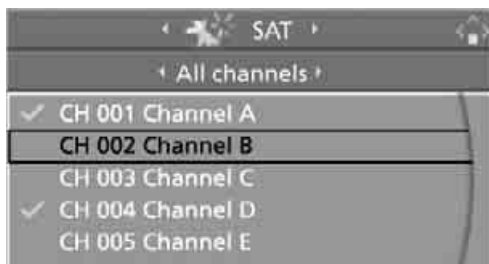 SAT
All channels
CH 001 Channel A
CH 002 Channel B
CH 003 Channel C
CH 004 Channel D
CH 005 Channel E